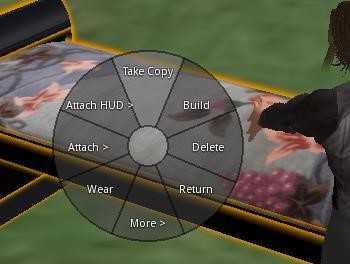 Take Copy
Attach HUD >
Build
Attach >
Delete
Wear
Return
More >